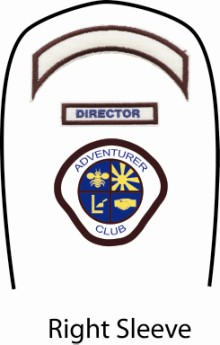 DIRECTOR
ADVENTURER
CLUB
Right Sleeve